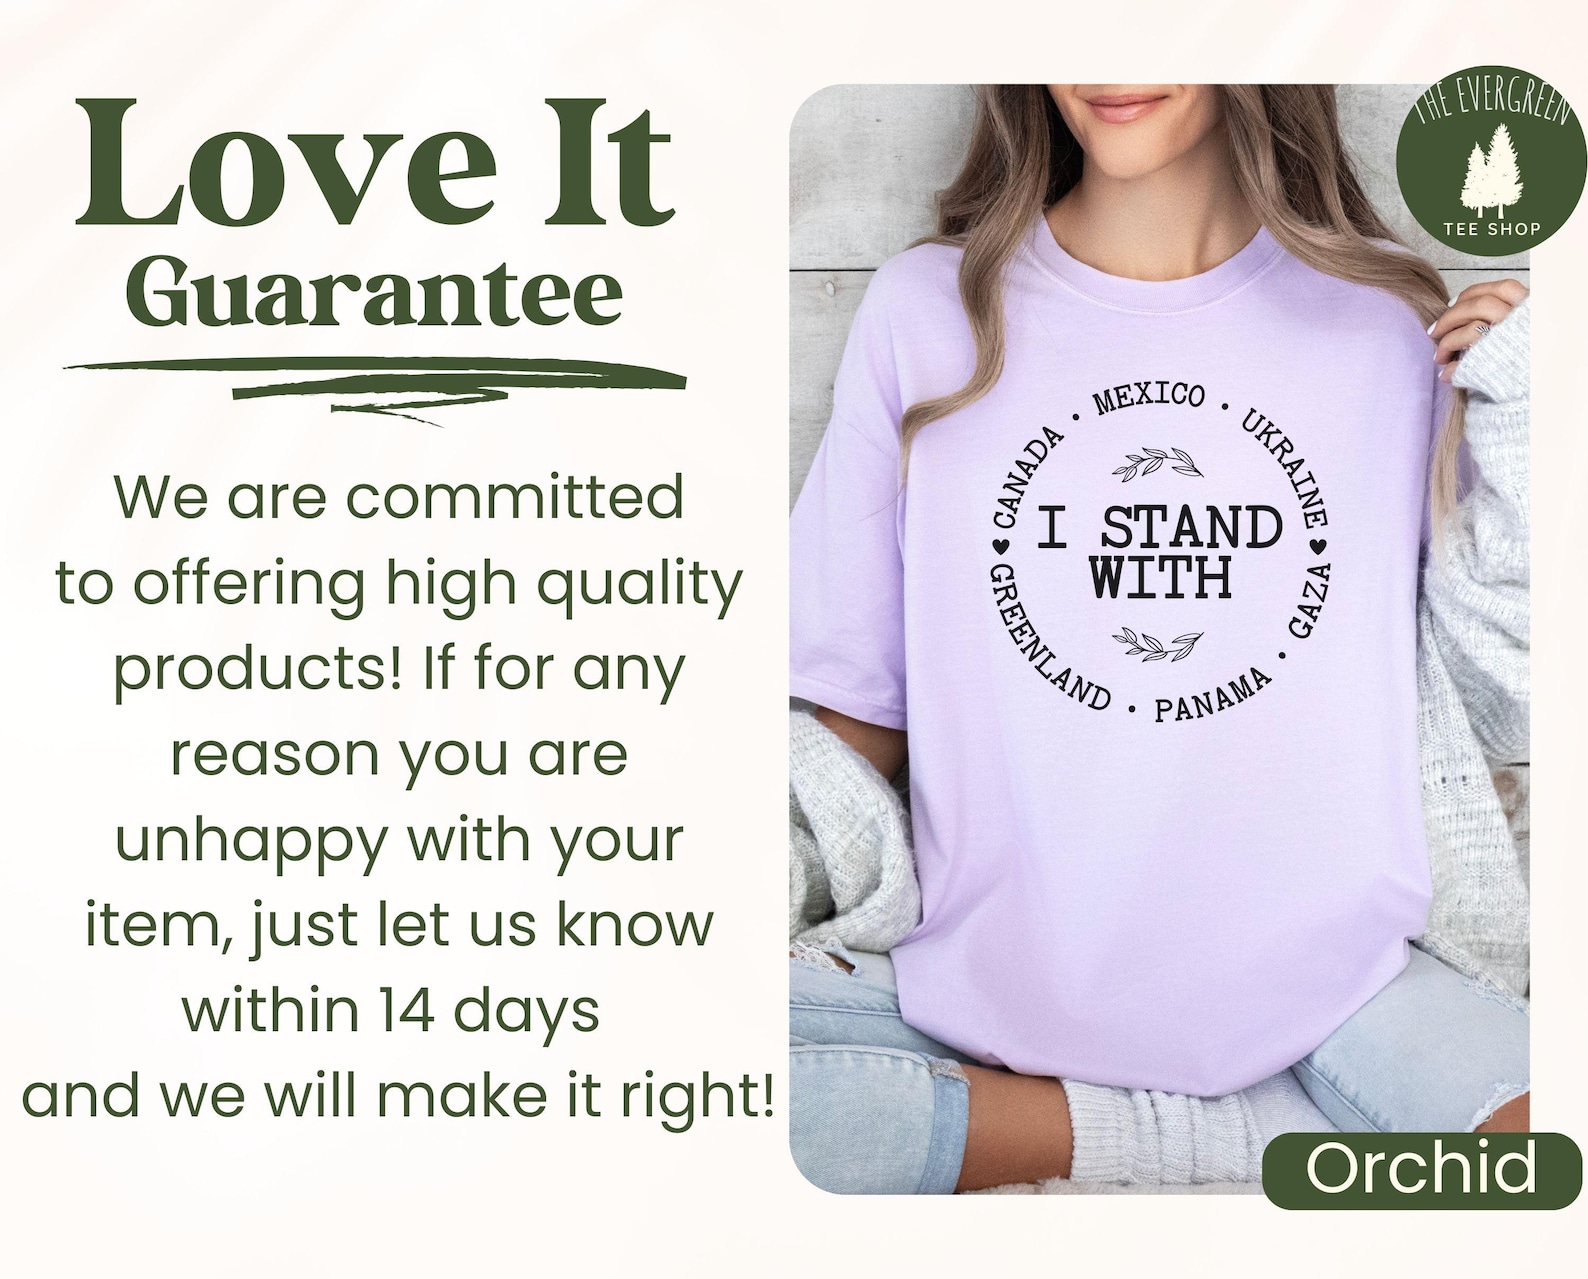 Love It
Guarantee
We are committed
to offering high quality
products! If for any
reason you are
unhappy with your
item, just let us know
within 14 days
and we will make it right!
THE EVERGREEN
TEE SHOP
CANADA • MEXICO • UKRAINE
I STAND
WITH
GREENLAND • PANAMA • GAZA
Orchid